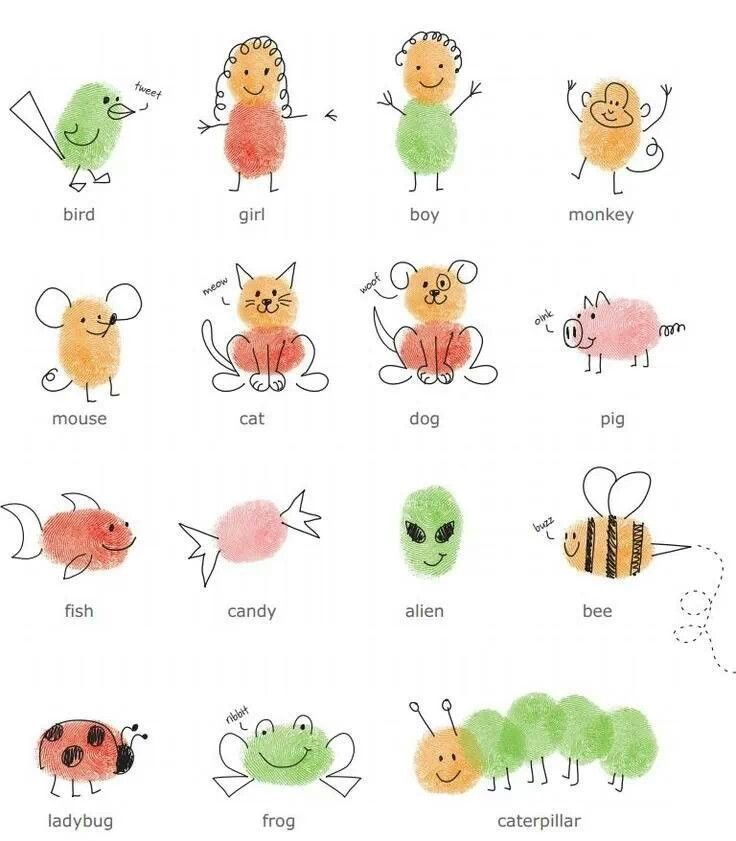 tweet
bird
girl
boy
monkey
meow
woof
oink
mouse
cat
dog
pig
buzz
fish
candy
alien
bee
ribbit
ladybug
frog
caterpillar